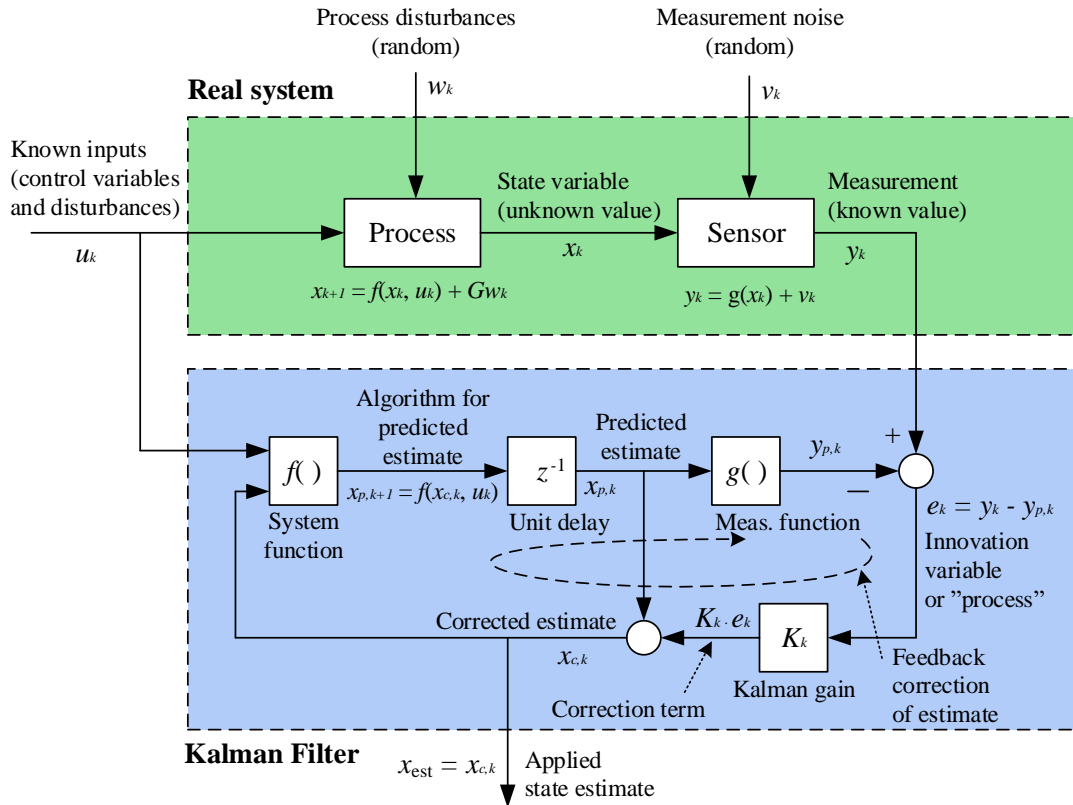 Process disturbances
(random)
Measurement noise
(random)
Real system
wₖ
vₖ
Known inputs
(control variables
and disturbances)
uₖ
Process
State variable
(unknown value)
xₖ
Sensor
Measurement
(known value)
yₖ
xₖ₊₁ = f(xₖ, uₖ) + Gwₖ
yₖ = g(xₖ) + vₖ
Algorithm for
predicted
estimate
f( )
xₚ,ₖ₊₁ = f(x_c,ₖ, uₖ)
System
function
z⁻¹
Unit delay
Predicted
estimate
xₚ,ₖ
g( )
Meas. function
yₚ,ₖ
+
—
eₖ = yₖ - yₚ,ₖ
Innovation
variable
or ”process”
Corrected estimate
x_c,ₖ
Kₖ · eₖ
Kₖ
Kalman gain
Correction term
Feedback
correction
of estimate
Kalman Filter
x_est = x_c,ₖ
Applied
state estimate